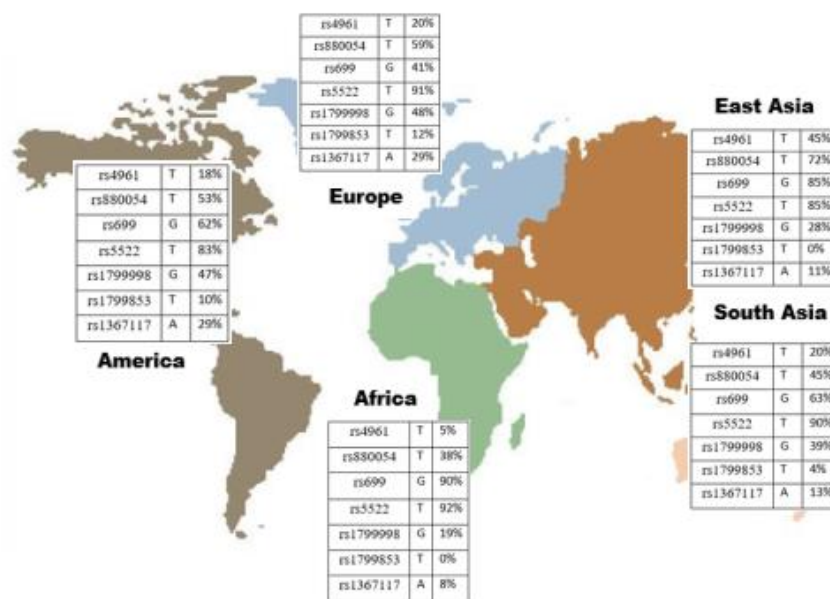 rs4961 T 20%
rs880054 T 59%
rs699 G 41%
rs5522 T 91%
rs1799998 G 48%
rs1799853 T 12%
rs1367117 A 29%
Europe
East Asia
rs4961 T 45%
rs880054 T 72%
rs699 G 85%
rs5522 T 85%
rs1799998 G 28%
rs1799853 T 0%
rs1367117 A 11%
rs4961 T 18%
rs880054 T 53%
rs699 G 62%
rs5522 T 83%
rs1799998 G 47%
rs1799853 T 10%
rs1367117 A 29%
America
South Asia
rs4961 T 20%
rs880054 T 45%
rs699 G 63%
rs5522 T 90%
rs1799998 G 39%
rs1799853 T 4%
rs1367117 A 13%
Africa
rs4961 T 5%
rs880054 T 38%
rs699 G 90%
rs5522 T 92%
rs1799998 G 19%
rs1799853 T 0%
rs1367117 A 8%